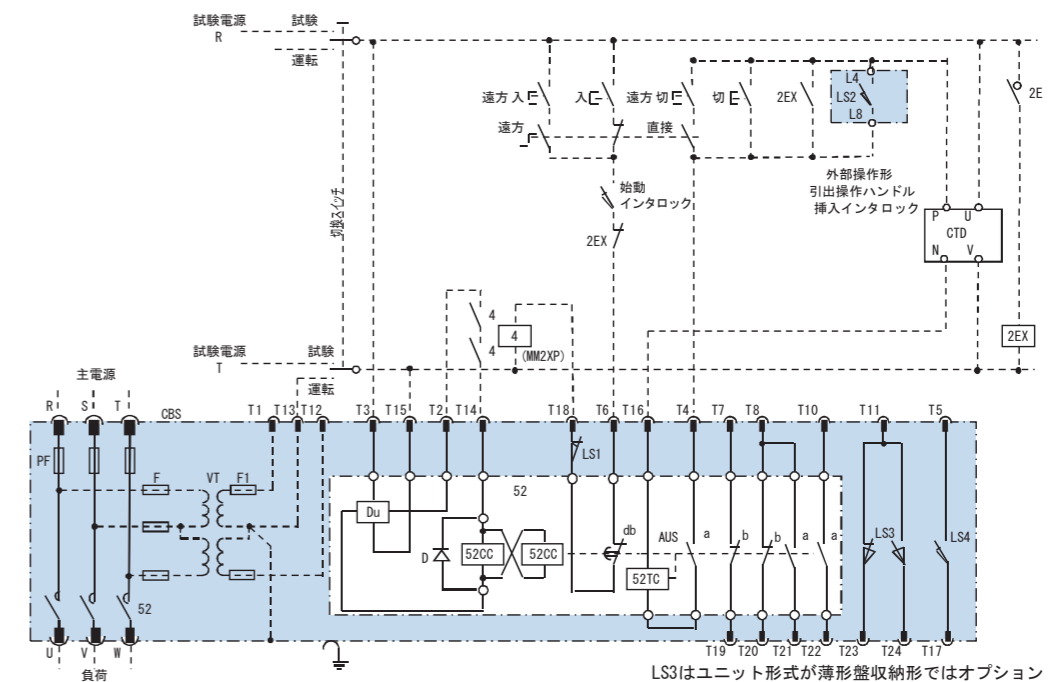 試験電源 試験
R
運転
遠方 入
入
遠方 切
切
2EX
L4
LS2
L8
2E
遠方
直接
外部操作形
引出操作ハンドル
挿入インタロック
始動
インタロック
2EX
切換スイッチ
P U
CTD
N V
4
4
4
(MM2XP)
2EX
試験電源 試験
T
運転
主電源
R S T
CBS
T1 T13 T12 T3 T15 T2 T14 T18 T6 T16 T4 T7 T8 T10 T11 T5
PF
F VT F1
LS1
52
Du
D
52CC 52CC
db
AUS
a
b
b
a
a
52TC
LS3
LS4
52
U V W
負荷
T19 T20 T21 T22 T23 T24 T17
LS3はユニット形式が薄形盤収納形ではオプション